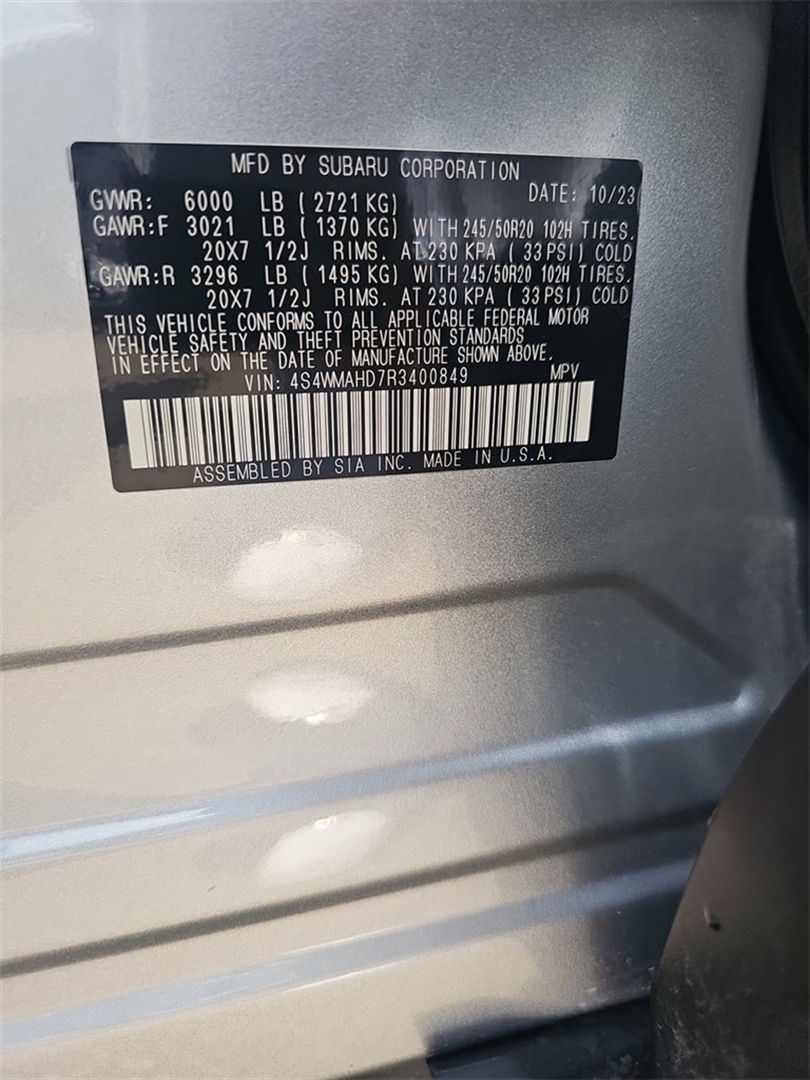 MFD BY SUBARU CORPORATION
DATE: 10/23
GVWR: 6000 LB (2721 KG)
GAWR:F 3021 LB (1370 KG) WITH 245/50R20 102H TIRES.
20X7 1/2J RIMS. AT 230 KPA (33 PSI) COLD
GAWR:R 3296 LB (1495 KG) WITH 245/50R20 102H TIRES.
20X7 1/2J RIMS. AT 230 KPA (33PSI) COLD
THIS VEHICLE CONFORMS TO ALL APPLICABLE FEDERAL MOTOR
VEHICLE SAFETY AND THEFT PREVENTION STANDARDS
IN EFFECT ON THE DATE OF MANUFACTURE SHOWN ABOVE.
VIN: 4S4WMAHD7R3400849 MPV
ASSEMBLED BY SIA INC. MADE IN U.S.A.